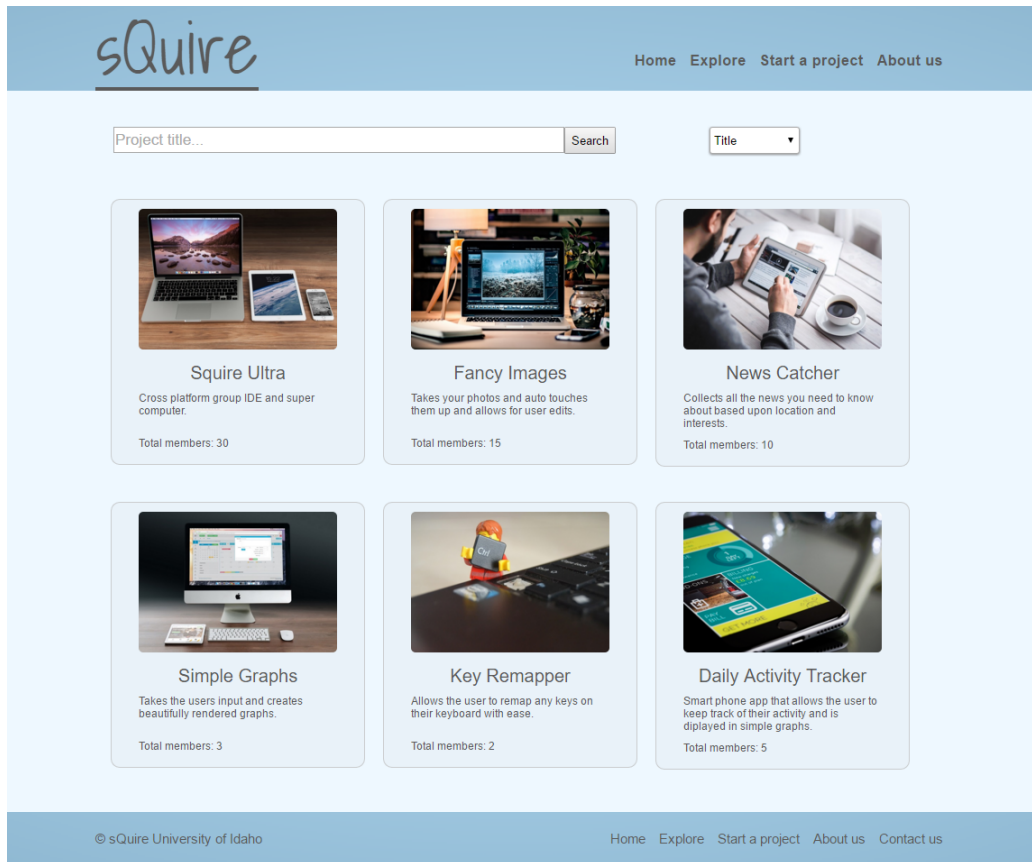 sQuire
Home Explore Start a project About us
Project title...
Search
Title
Squire Ultra
Cross platform group IDE and super
computer.
Total members: 30
Fancy Images
Takes your photos and auto touches
them up and allows for user edits.
Total members: 15
News Catcher
Collects all the news you need to know
about based upon location and
interests.
Total members: 10
Simple Graphs
Takes the users input and creates
beautifully rendered graphs.
Total members: 3
Ctrl
Key Remapper
Allows the user to remap any keys on
their keyboard with ease.
Total members: 2
BILLING
PAY
BILL
GET MORE
Daily Activity Tracker
Smart phone app that allows the user to
keep track of their activity and is
diplayed in simple graphs.
Total members: 5
© sQuire University of Idaho
Home Explore Start a project About us Contact us